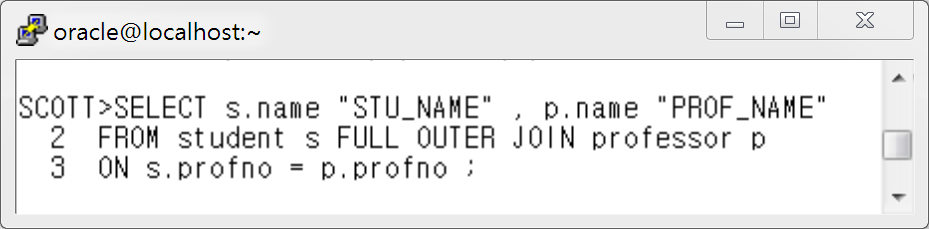 oracle@localhost:~
SCOTT>SELECT s.name "STU_NAME" , p.name "PROF_NAME"
  2  FROM student s FULL OUTER JOIN professor p
  3  ON s.profno = p.profno ;